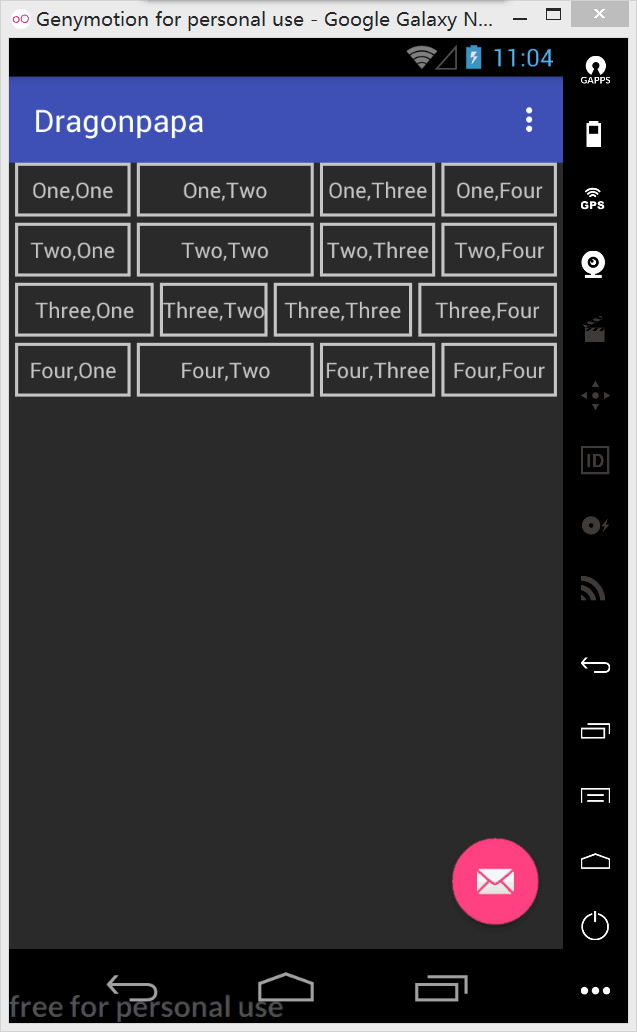 Genymotion for personal use - Google Galaxy N...
11:04
GAPPS
Dragonpapa
One,One One,Two One,Three One,Four
GPS
Two,One Two,Two Two,Three Two,Four
Three,One Three,Two Three,Three Three,Four
Four,One Four,Two Four,Three Four,Four
ID
free for personal use